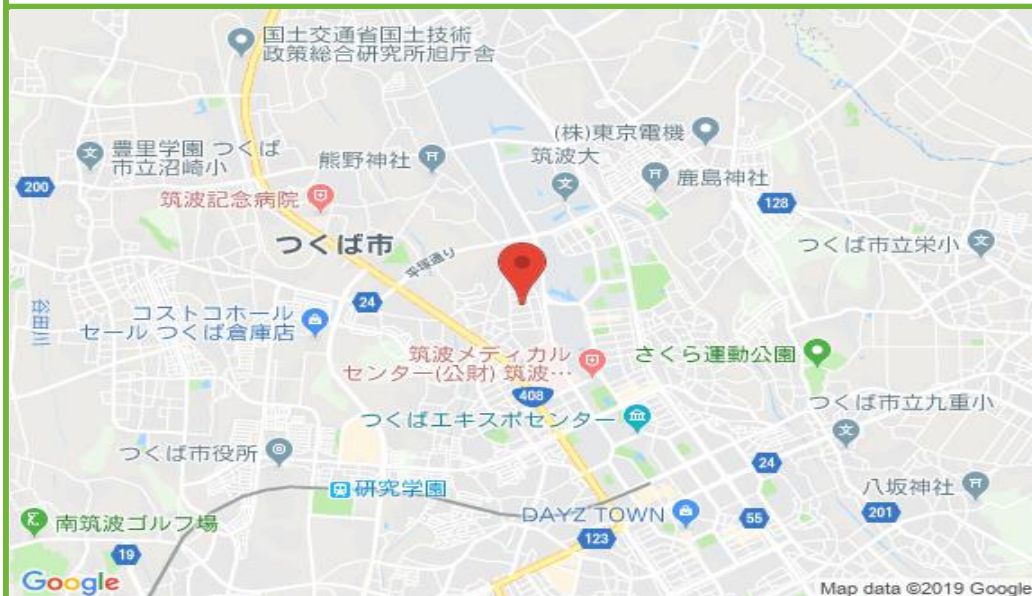 国土交通省国土技術
政策総合研究所旭庁舎
(株)東京電機
筑波大
豊里学園 つくば
市立沼崎小
熊野神社
鹿島神社
200
筑波記念病院
128
つくば市
つくば市立栄小
平塚通り
24
谷田川
コストコホール
セール つくば倉庫店
筑波メディカル
センター(公財) 筑波…
さくら運動公園
408
つくばエキスポセンター
つくば市立九重小
つくば市役所
24
研究学園
八坂神社
南筑波ゴルフ場
DAYZ TOWN
55
201
123
19
Google
Map data ©2019 Google